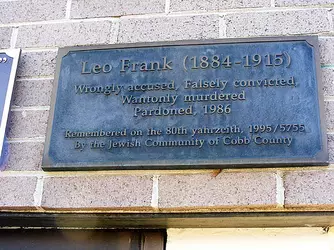 Leo Frank (1884-1915)
Wrongly accused, Falsely convicted,
Wantonly murdered
Pardoned, 1986
Remembered on the 80th yahrzeith, 1995/5755
By the Jewish Community of Cobb County
"